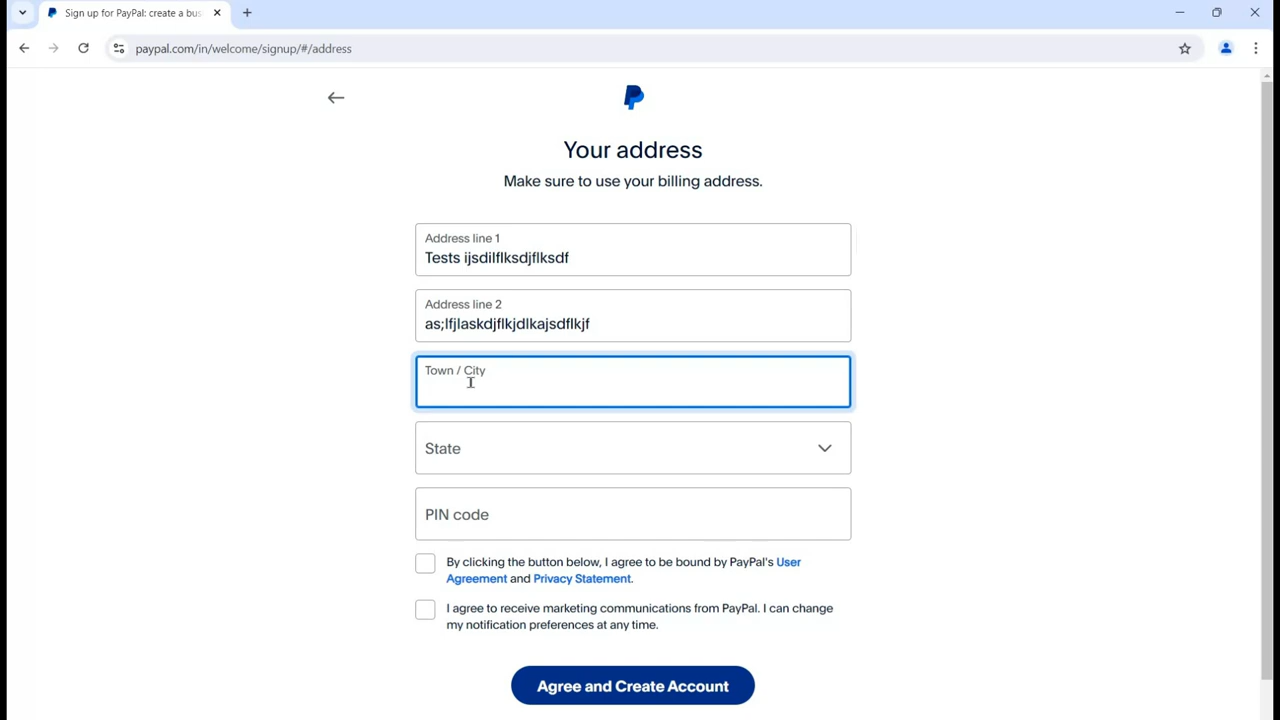 Sign up for PayPal: create a bus
paypal.com/in/welcome/signup/#/address
Your address
Make sure to use your billing address.
Address line 1
Tests ijsdilflksdjflksdf
Address line 2
as;lfjlaskdjflkjdlkajsdflkjf
Town / City
State
PIN code
By clicking the button below, I agree to be bound by PayPal's User
Agreement and Privacy Statement.
I agree to receive marketing communications from PayPal. I can change
my notification preferences at any time.
Agree and Create Account